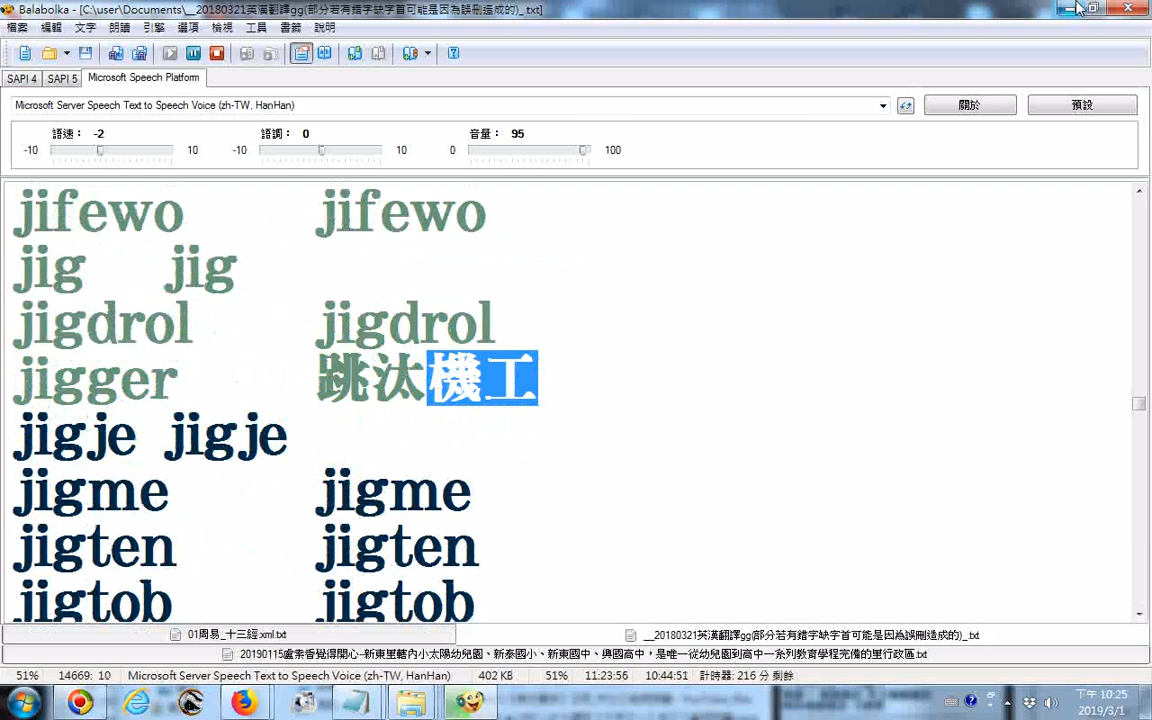 Balabolka - [C:\user\Documents\__20180321英漢翻譯gg(部分若有錯字缺字首可能是因為誤刪造成的)_.txt]
檔案 編輯 文字 朗讀 引擎 選項 檢視 工具 書籤 說明
SAPI 4 SAPI 5 Microsoft Speech Platform
Microsoft Server Speech Text to Speech Voice (zh-TW, HanHan) 關於 預設
語速： -2 語調： 0 音量： 95
-10 10 -10 10 0 100
jifewo jifewo
jig jig
jigdrol jigdrol
jigger 跳汰機工
jigje jigje
jigme jigme
jigten jigten
jigtob jigtob
01周易_十三經.xml.txt __20180321英漢翻譯gg(部分若有錯字缺字首可能是因為誤刪造成的)_.txt
20190115盧素香覺得開心--新東里轄內小太陽幼兒園、新泰國小、新東國中、興國高中，是唯一從幼兒園到高中一系列教育學程完備的里行政區.txt
51% 14669: 10 Microsoft Server Speech Text to Speech Voice (zh-TW, HanHan) 402 KB 51% 11:23:56 10:44:51 計時器: 216 分 剩餘
下午 10:25
2019/3/1